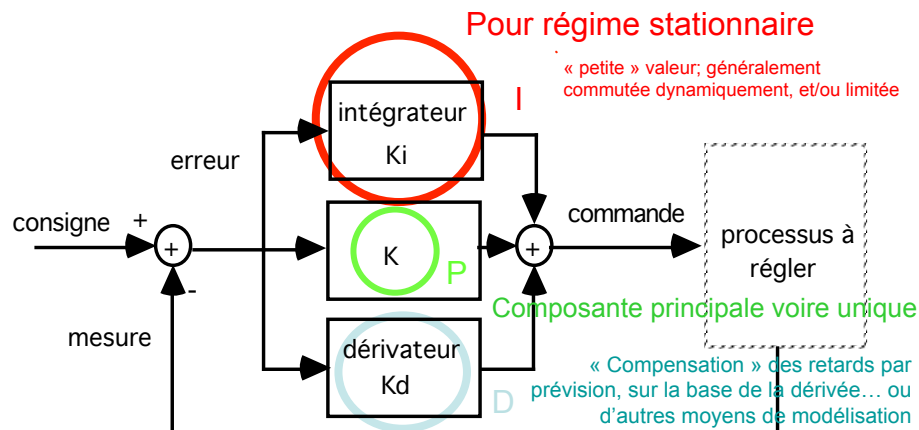 Pour régime stationnaire
« petite » valeur; généralement
commutée dynamiquement, et/ou limitée
intégrateur
Ki
I
erreur
consigne
+
+
-
mesure
K
P
+
commande
processus à
régler
Composante principale voire unique
dérivateur
Kd
D
« Compensation » des retards par
prévision, sur la base de la dérivée... ou
d'autres moyens de modélisation